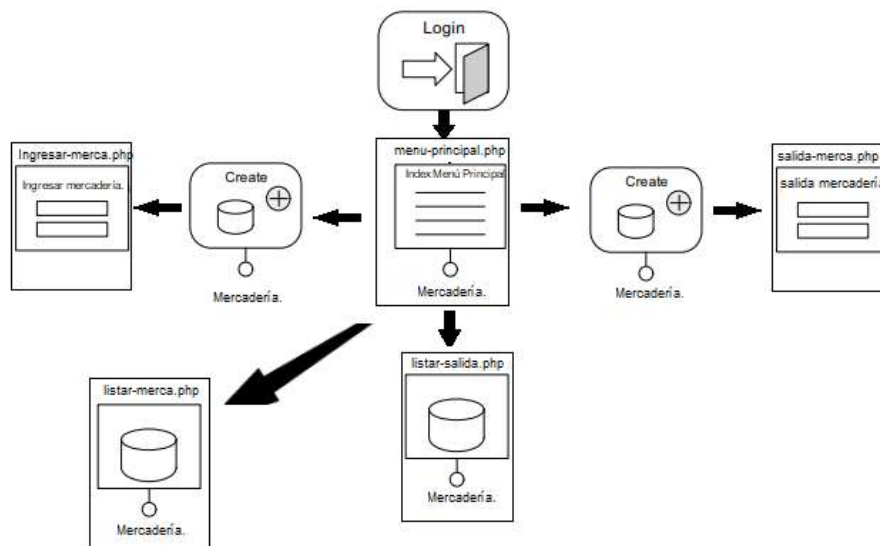 Login
menu-principal.php
Index Menú Principal
Mercadería.
Ingresar-merca.php
Ingresar mercadería.
Create
Mercadería.
Create
Mercadería.
salida-merca.php
salida mercadería
listar-merca.php
Mercadería.
listar-salida.php
Mercadería.